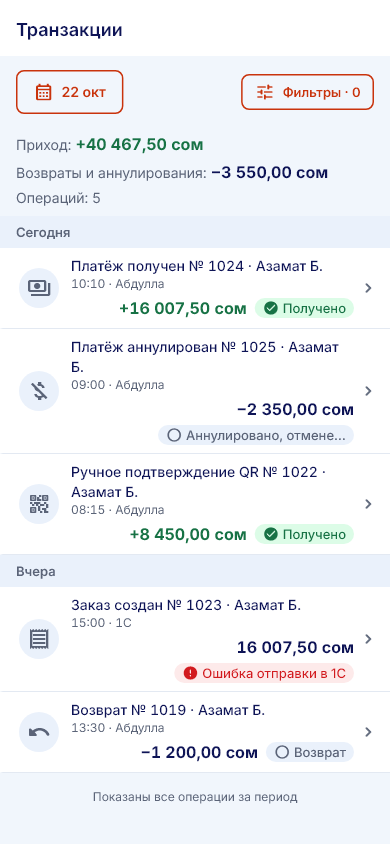 Транзакции
22 окт
Фильтры · 0
Приход: +40 467,50 сом
Возвраты и аннулирования: −3 550,00 сом
Операций: 5
Сегодня
Платёж получен № 1024 · Азамат Б.
10:10 · Абдулла
+16 007,50 сом
Получено
Платёж аннулирован № 1025 · Азамат
Б.
09:00 · Абдулла
−2 350,00 сом
Аннулировано, отмене...
Ручное подтверждение QR № 1022 ·
Азамат Б.
08:15 · Абдулла
+8 450,00 сом
Получено
Вчера
Заказ создан № 1023 · Азамат Б.
15:00 · 1С
16 007,50 сом
Ошибка отправки в 1С
Возврат № 1019 · Азамат Б.
13:30 · Абдулла
−1 200,00 сом
Возврат
Показаны все операции за период